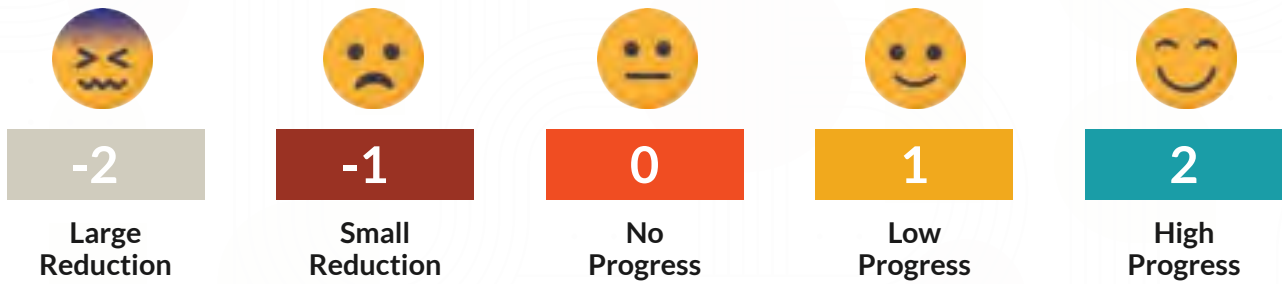 -2 -1 0 1 2
Large Small No Low High
Reduction Reduction Progress Progress Progress